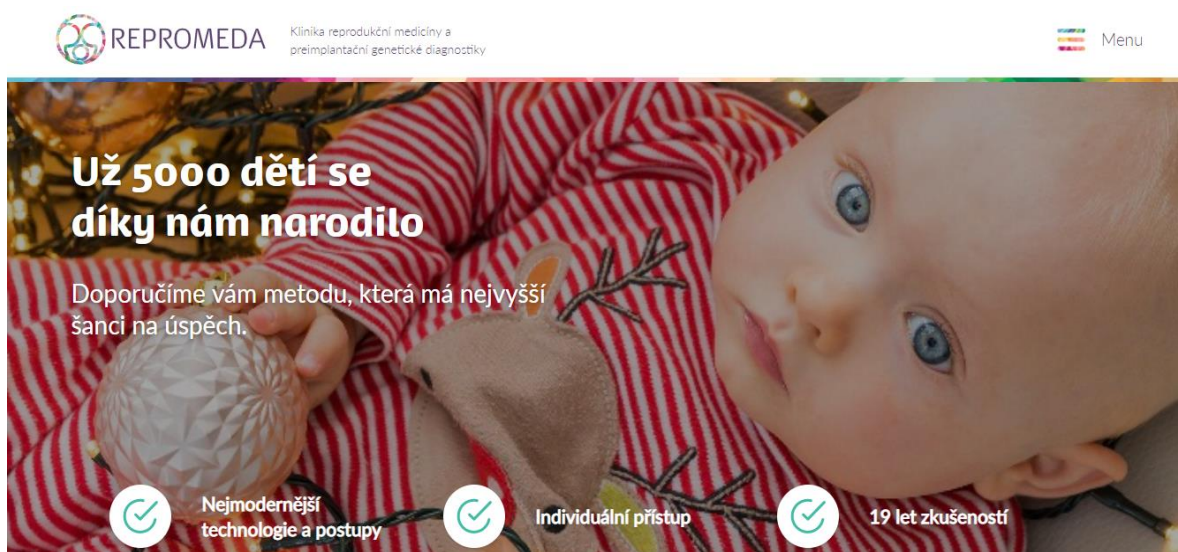 REPROMEDA
Klinika reprodukční medicíny a
preimplantační genetické diagnostiky
Menu
Už 5000 dětí se
díky nám narodilo
Doporučíme vám metodu, která má nejvyšší
šanci na úspěch.
Nejmodernější
technologie a postupy
Individuální přístup
19 let zkušeností